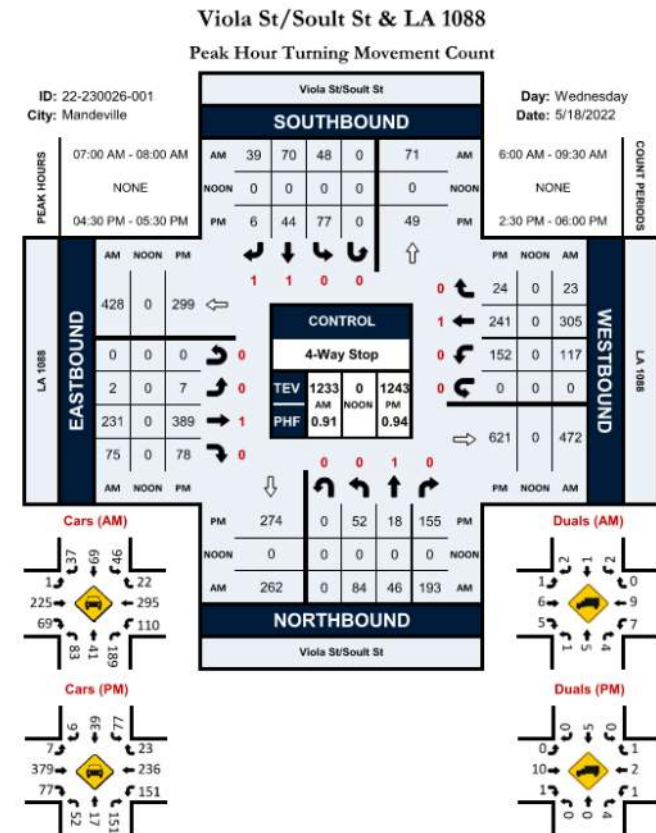 Viola St/Soult St & LA 1088
Peak Hour Turning Movement Count
ID: 22-230026-001
City: Mandeville
Viola St/Soult St
Day: Wednesday
Date: 5/18/2022
SOUTHBOUND
PEAK HOURS
07:00 AM - 08:00 AM
AM 39 70 48 0 71 AM
6:00 AM - 09:30 AM
COUNT PERIODS
NONE
NOON 0 0 0 0 0 NOON
NONE
04:30 PM - 05:30 PM
PM 6 44 77 0 49 PM
2:30 PM - 06:00 PM
AM NOON PM
PM NOON AM
1 1 0 0
LA 1088
EASTBOUND
428 0 299
0 0 0 0
2 0 7 0
231 0 389 1
75 0 78 0
AM NOON PM
CONTROL
4-Way Stop
TEV 1233 0 1243
AM NOON PM
PHF 0.91 0.94
0 24 0 23
1 241 0 305
0 152 0 117
0 0 0 0
621 0 472
PM NOON AM
WESTBOUND
LA 1088
0 0 1 0
PM 274 0 52 18 155 PM
NOON 0 0 0 0 0 NOON
AM 262 0 84 46 193 AM
NORTHBOUND
Viola St/Soult St
Cars (AM)
37 69 46
1 22
225 295
69 110
83 41 189
Duals (AM)
2 1 2
1 0
6 9
5 7
1 5 4
Cars (PM)
6 39 77
7 23
379 236
77 151
52 17 151
Duals (PM)
0 5 0
0 1
10 2
1 1
0 0 4